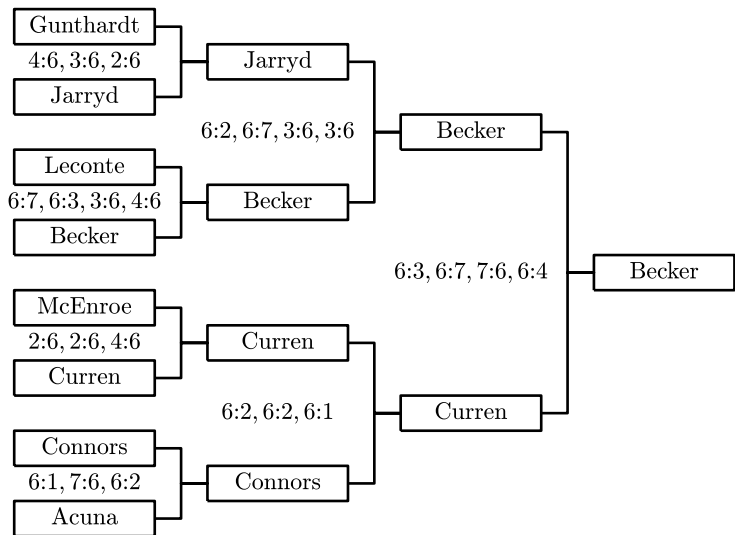 Gunthardt
4:6, 3:6, 2:6
Jarryd
Jarryd
6:2, 6:7, 3:6, 3:6
Becker
Leconte
6:7, 6:3, 3:6, 4:6
Becker
Becker
6:3, 6:7, 7:6, 6:4
Becker
McEnroe
2:6, 2:6, 4:6
Curren
Curren
6:2, 6:2, 6:1
Curren
Connors
6:1, 7:6, 6:2
Connors
Acuna